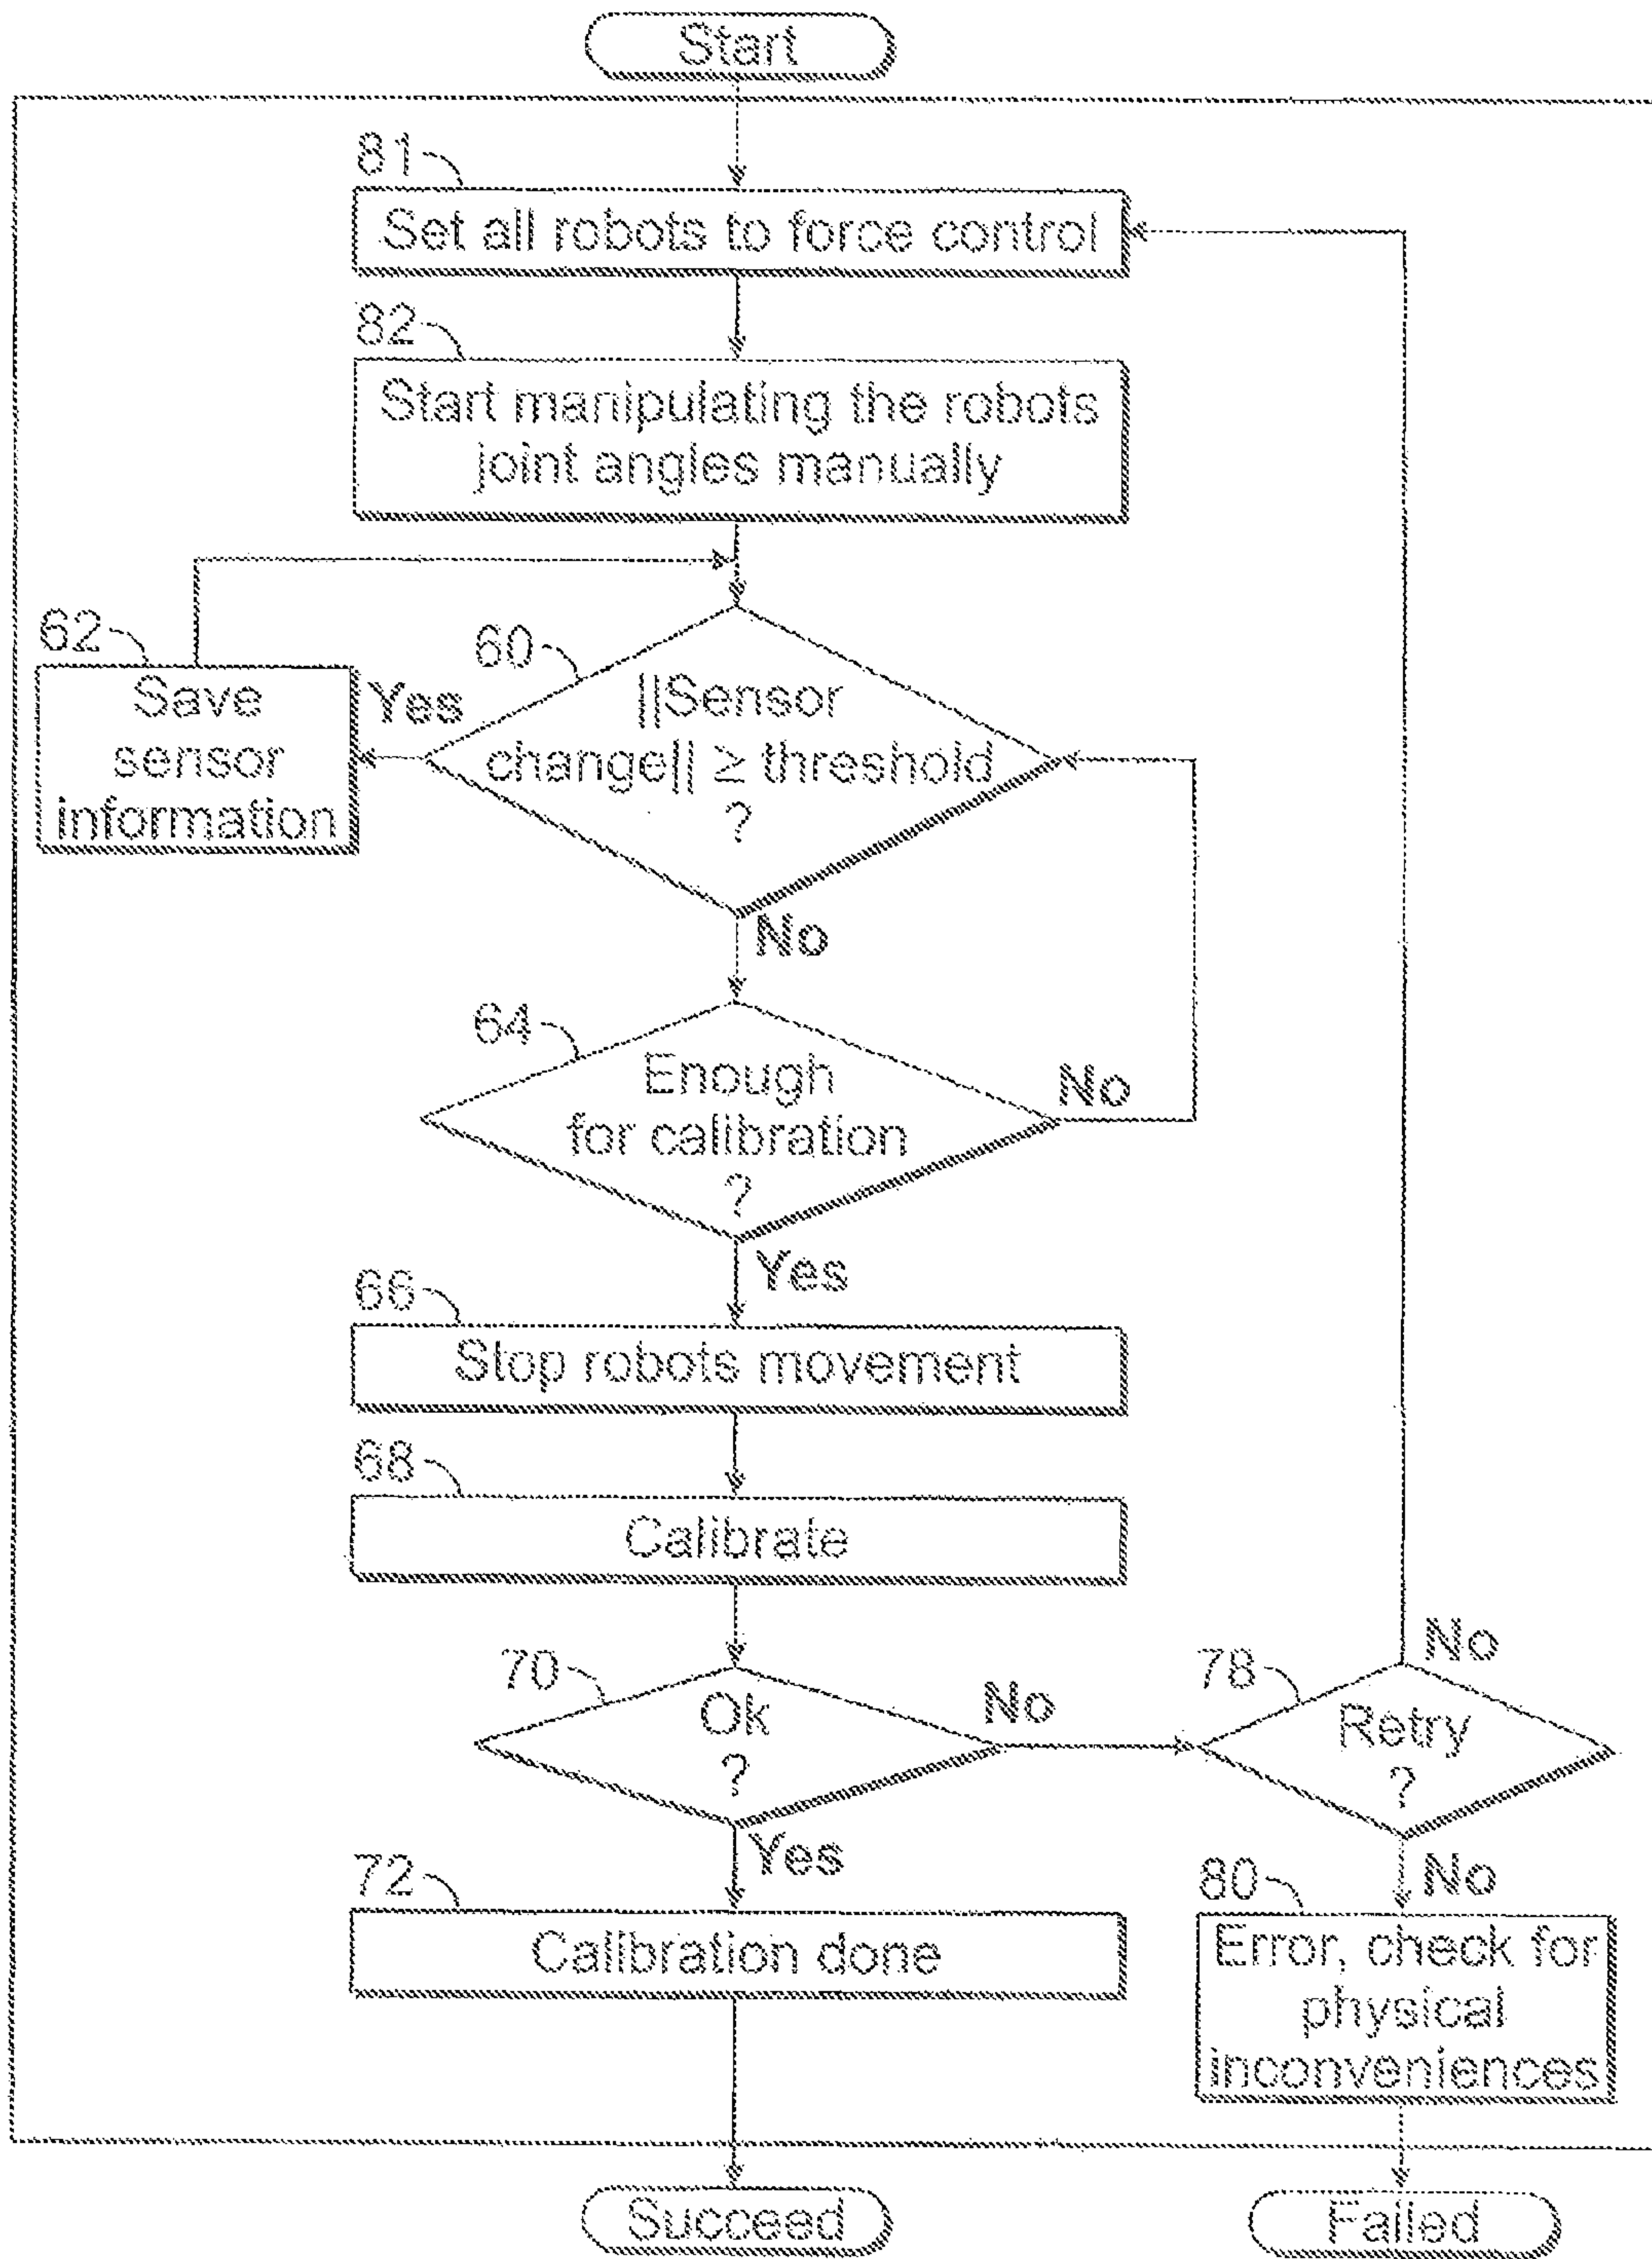 Start
81
Set all robots to force control
82
Start manipulating the robots
joint angles manually
62
Save
sensor
information
Yes
60
||Sensor
change|| ≥ threshold
?
No
64
Enough
for calibration
?
No
Yes
66
Stop robots movement
68
Calibrate
70
Ok
?
No
78
Retry
?
No
Yes
No
72
Calibration done
80
Error, check for
physical
inconveniences
Succeed
Failed